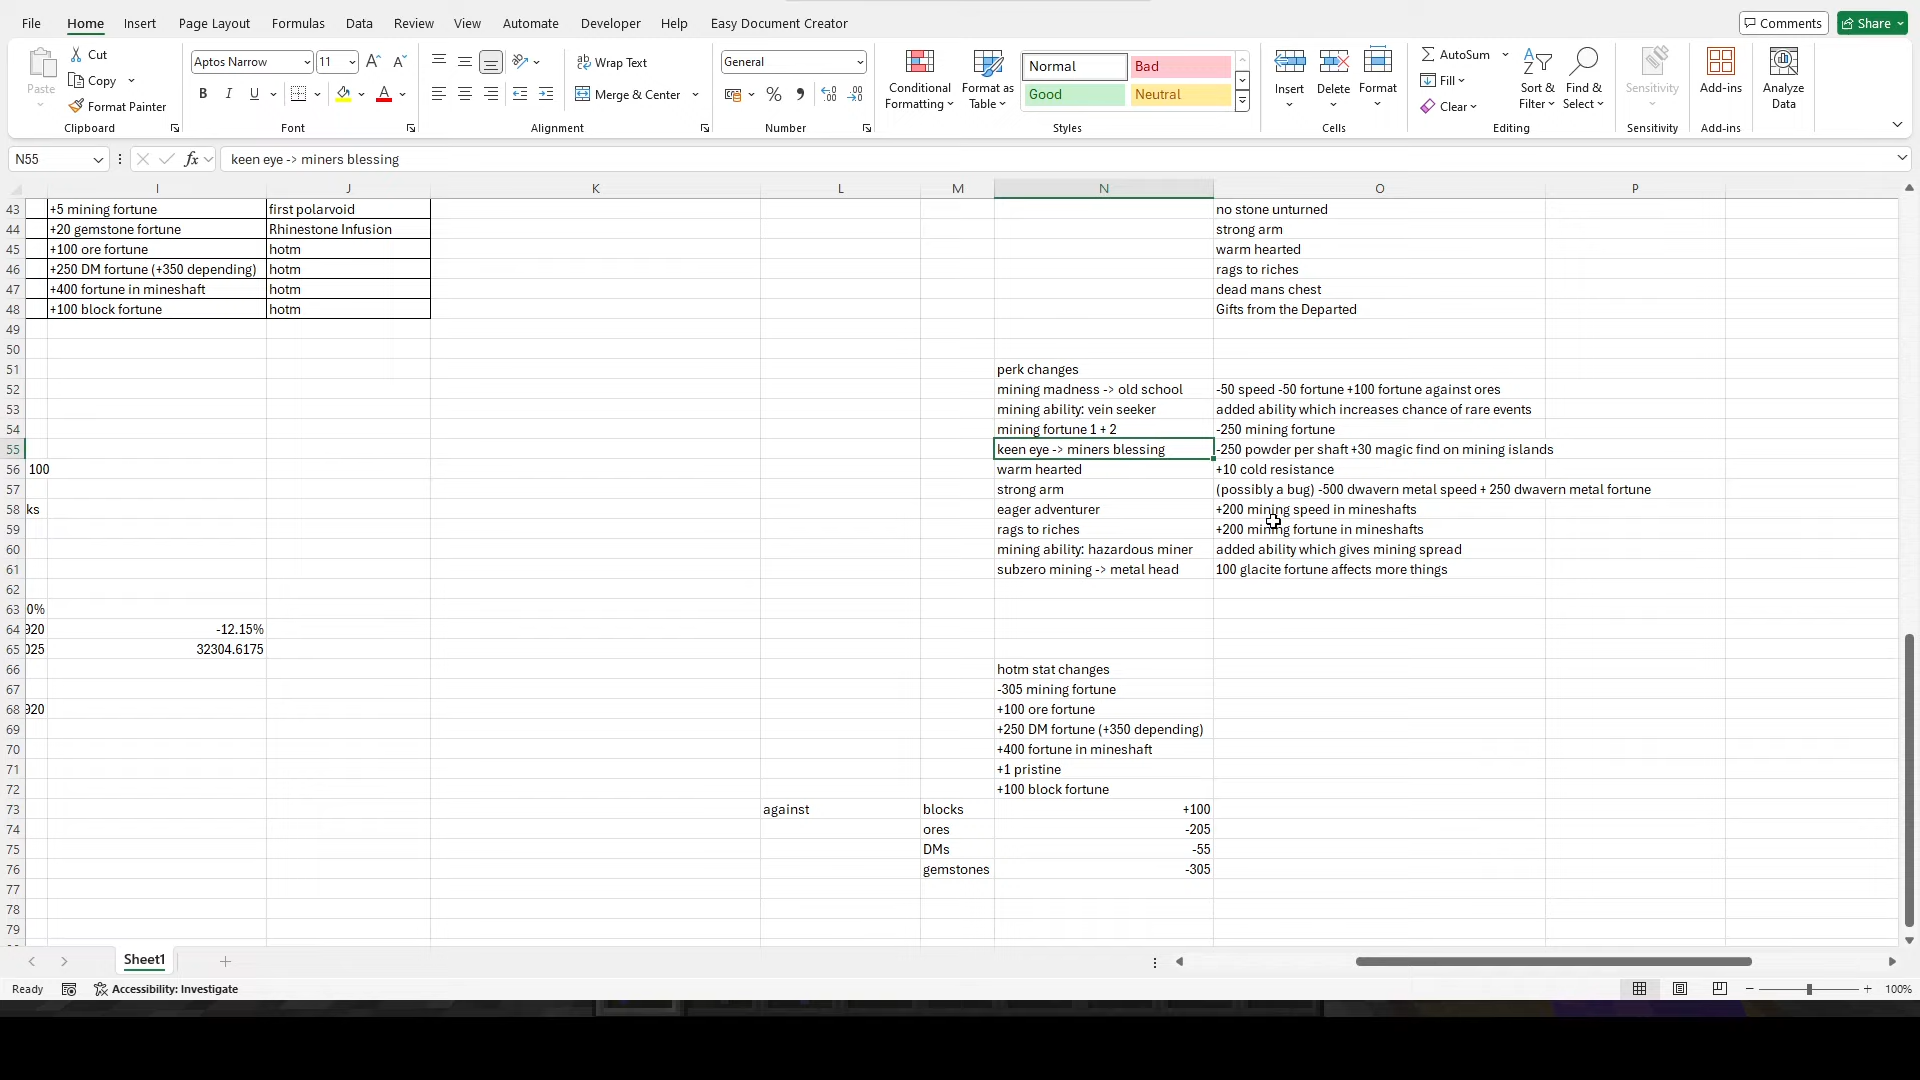 File Home Insert Page Layout Formulas Data Review View Automate Developer Help Easy Document Creator Comments Share
Paste Cut Copy Format Painter Clipboard
Aptos Narrow 11 B I U Font
Wrap Text Merge & Center Alignment
General Number
Conditional Formatting Format as Table Normal Bad Good Neutral Styles
Insert Delete Format Cells
AutoSum Fill Clear Sort & Filter Find & Select Editing
Sensitivity Sensitivity
Add-ins Add-ins
Analyze Data
N55 fx keen eye -> miners blessing
I J K L M N O P
43 +5 mining fortune first polarvoid no stone unturned
44 +20 gemstone fortune Rhinestone Infusion strong arm
45 +100 ore fortune hotm warm hearted
46 +250 DM fortune (+350 depending) hotm rags to riches
47 +400 fortune in mineshaft hotm dead mans chest
48 +100 block fortune hotm Gifts from the Departed
49
50
51 perk changes
52 mining madness -> old school -50 speed -50 fortune +100 fortune against ores
53 mining ability: vein seeker added ability which increases chance of rare events
54 mining fortune 1 + 2 -250 mining fortune
55 keen eye -> miners blessing -250 powder per shaft +30 magic find on mining islands
56 100 warm hearted +10 cold resistance
57 strong arm (possibly a bug) -500 dwavern metal speed + 250 dwavern metal fortune
58 ks eager adventurer +200 mining speed in mineshafts
59 rags to riches +200 mining fortune in mineshafts
60 mining ability: hazardous miner added ability which gives mining spread
61 subzero mining -> metal head 100 glacite fortune affects more things
62
63 0%
64 920 -12.15%
65 025 32304.6175
66 hotm stat changes
67 -305 mining fortune
68 920 +100 ore fortune
69 +250 DM fortune (+350 depending)
70 +400 fortune in mineshaft
71 +1 pristine
72 +100 block fortune
73 against blocks +100
74 ores -205
75 DMs -55
76 gemstones -305
77
78
79
Sheet1
Ready Accessibility: Investigate 100%